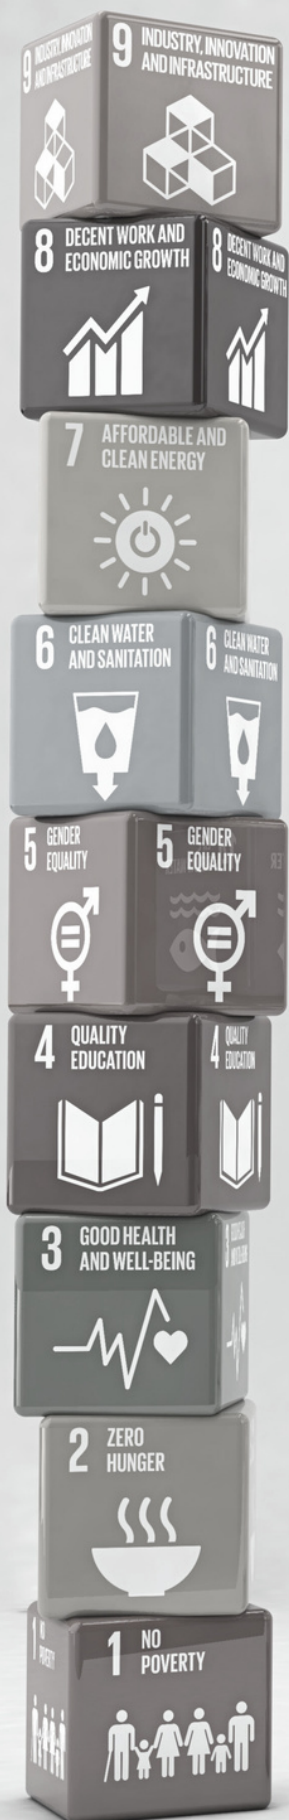 9 INDUSTRY, INNOVATION
AND INFRASTRUCTURE
9 INDUSTRY, INNOVATION
AND INFRASTRUCTURE
8 DECENT WORK AND
ECONOMIC GROWTH
8 DECENT WORK AND
ECONOMIC GROWTH
7 AFFORDABLE AND
CLEAN ENERGY
6 CLEAN WATER
AND SANITATION
6 CLEAN WATER
AND SANITATION
5 GENDER
EQUALITY
5 GENDER
EQUALITY
4 QUALITY
EDUCATION
4 QUALITY
EDUCATION
3 GOOD HEALTH
AND WELL-BEING
2 ZERO
HUNGER
1 NO
POVERTY
1 NO
POVERTY